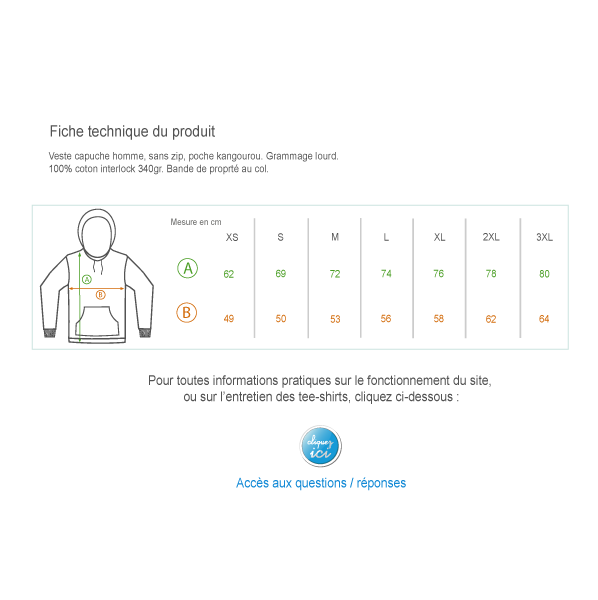 Fiche technique du produit
Veste capuche homme, sans zip, poche kangourou. Grammage lourd.
100% coton interlock 340gr. Bande de proprté au col.
Mesure en cm
XS S M L XL 2XL 3XL
A 62 69 72 74 76 78 80
A
B
B 49 50 53 56 58 62 64
Pour toutes informations pratiques sur le fonctionnement du site,
ou sur l'entretien des tee-shirts, cliquez ci-dessous :
cliquez
ici
Accès aux questions / réponses